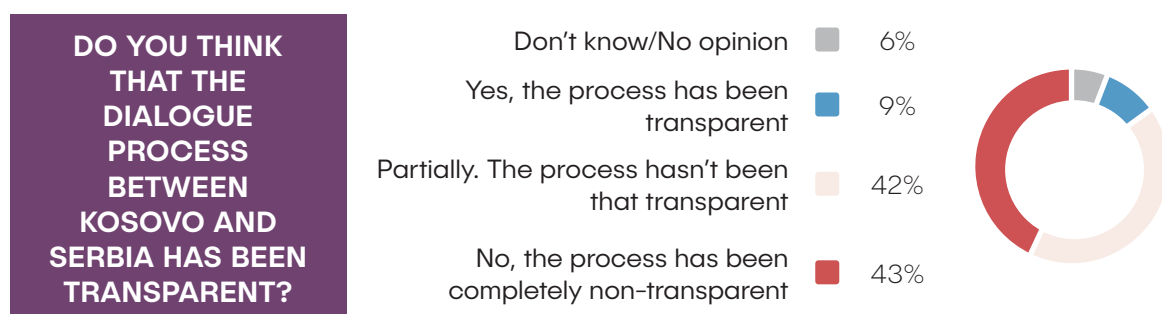 DO YOU THINK
THAT THE
DIALOGUE
PROCESS
BETWEEN
KOSOVO AND
SERBIA HAS BEEN
TRANSPARENT?
Don’t know/No opinion 6%
Yes, the process has been
transparent 9%
Partially. The process hasn’t been
that transparent 42%
No, the process has been
completely non-transparent 43%